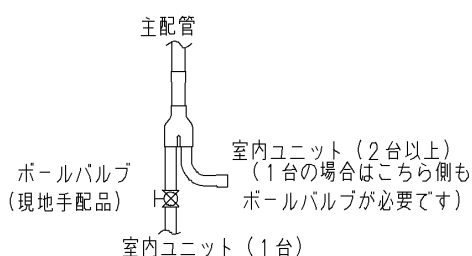 主配管
室内ユニット（２台以上）
（１台の場合はこちら側も
ボールバルブが必要です）
ボールバルブ
（現地手配品）
室内ユニット（１台）